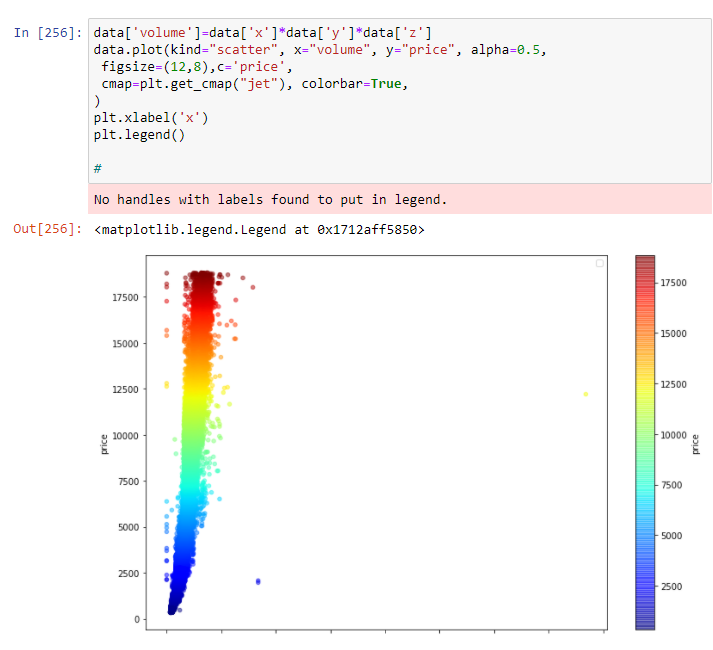 In [256]: data['volume']=data['x']*data['y']*data['z']
data.plot(kind="scatter", x="volume", y="price", alpha=0.5,
 figsize=(12,8),c='price',
 cmap=plt.get_cmap("jet"), colorbar=True,
)
plt.xlabel('x')
plt.legend()
#
No handles with labels found to put in legend.
Out[256]: <matplotlib.legend.Legend at 0x1712aff5850>
17500
15000
12500
10000
7500
5000
2500
0
price
17500
15000
12500
10000
7500
5000
2500
price